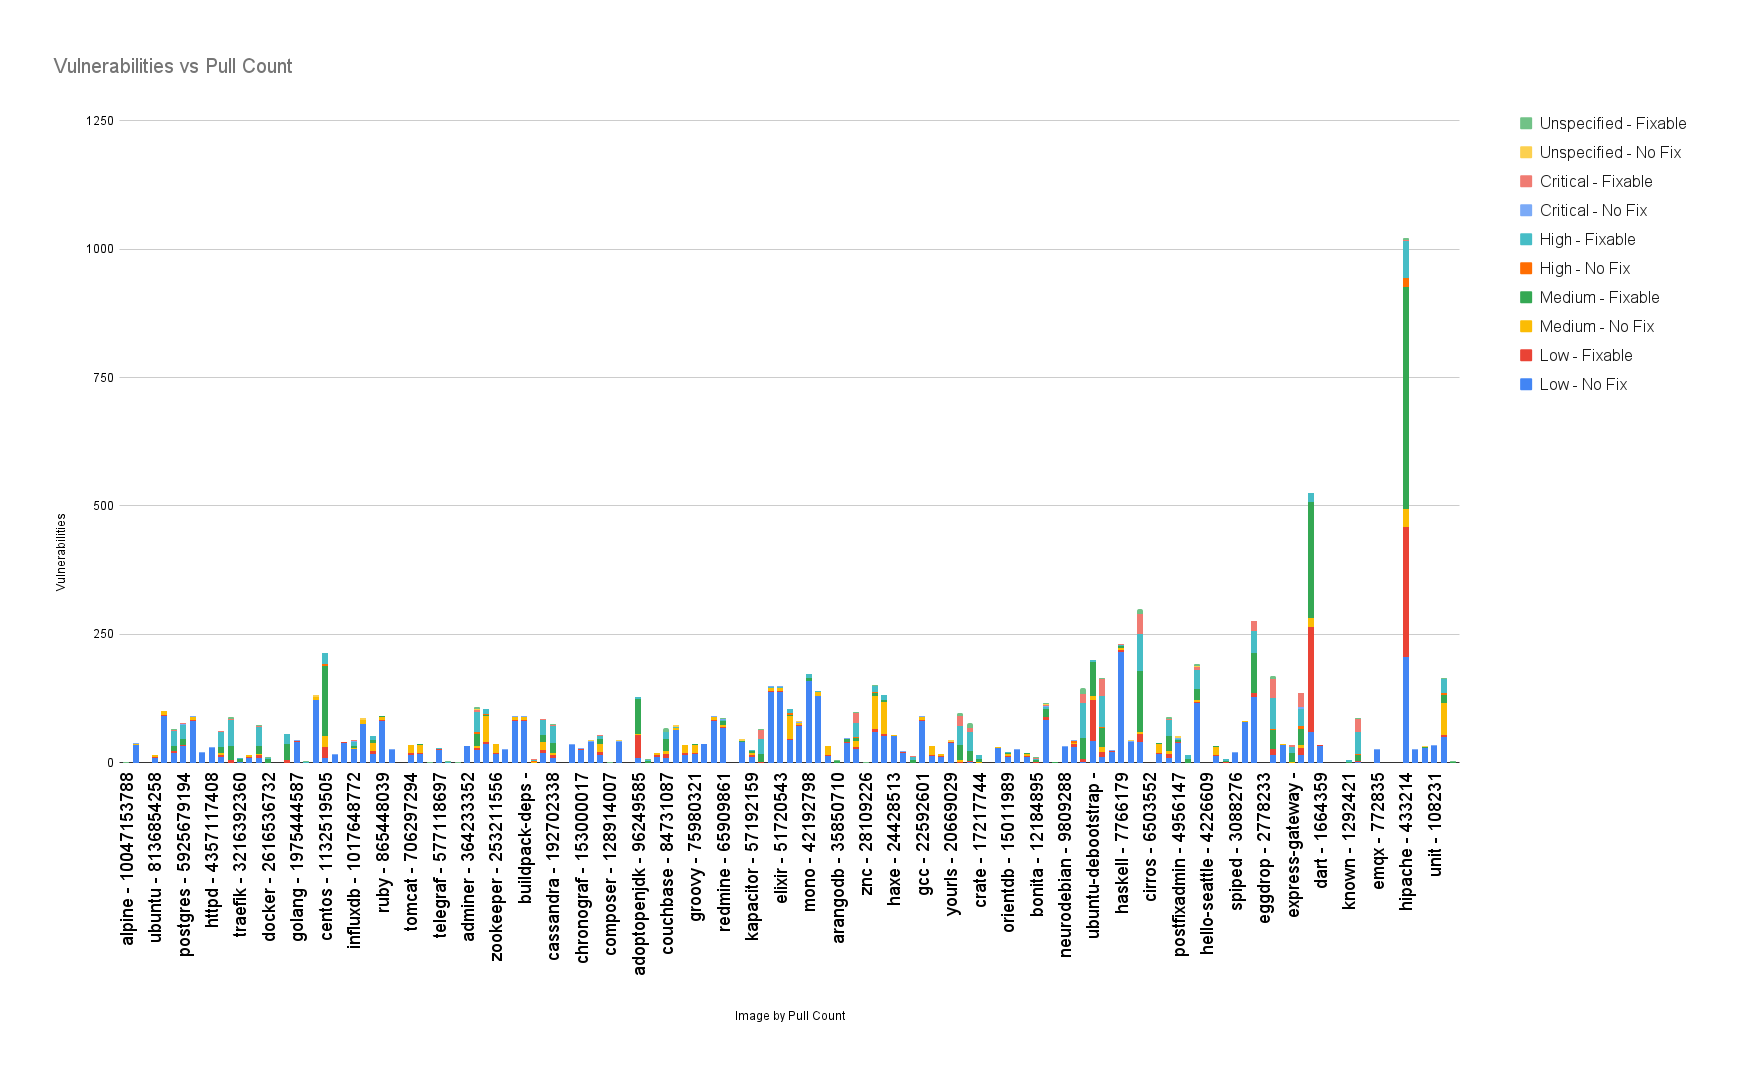 Vulnerabilities vs Pull Count
1250
1000
750
500
250
0
Vulnerabilities
Unspecified - Fixable
Unspecified - No Fix
Critical - Fixable
Critical - No Fix
High - Fixable
High - No Fix
Medium - Fixable
Medium - No Fix
Low - Fixable
Low - No Fix
alpine - 10047153788
ubuntu - 8136854258
postgres - 5925679194
httpd - 4357117408
traefik - 3216392360
docker - 2616536732
golang - 1975444587
centos - 1132519505
influxdb - 1017648772
ruby - 865448039
tomcat - 706297294
telegraf - 577118697
adminer - 364233352
zookeeper - 253211556
buildpack-deps -
cassandra - 192702338
chronograf - 153000017
composer - 128914007
adoptopenjdk - 96249585
couchbase - 84731087
groovy - 75980321
redmine - 65909861
kapacitor - 57192159
elixir - 51720543
mono - 42192798
arangodb - 35850710
znc - 28109226
haxe - 24428513
gcc - 22592601
yourls - 20669029
crate - 17217744
orientdb - 15011989
bonita - 12184895
neurodebian - 9809288
ubuntu-debootstrap -
haskell - 7766179
cirros - 6503552
postfixadmin - 4956147
hello-seattle - 4226609
spiped - 3088276
eggdrop - 2778233
express-gateway -
dart - 1664359
known - 1292421
emqx - 772835
hipache - 433214
unit - 108231
Image by Pull Count